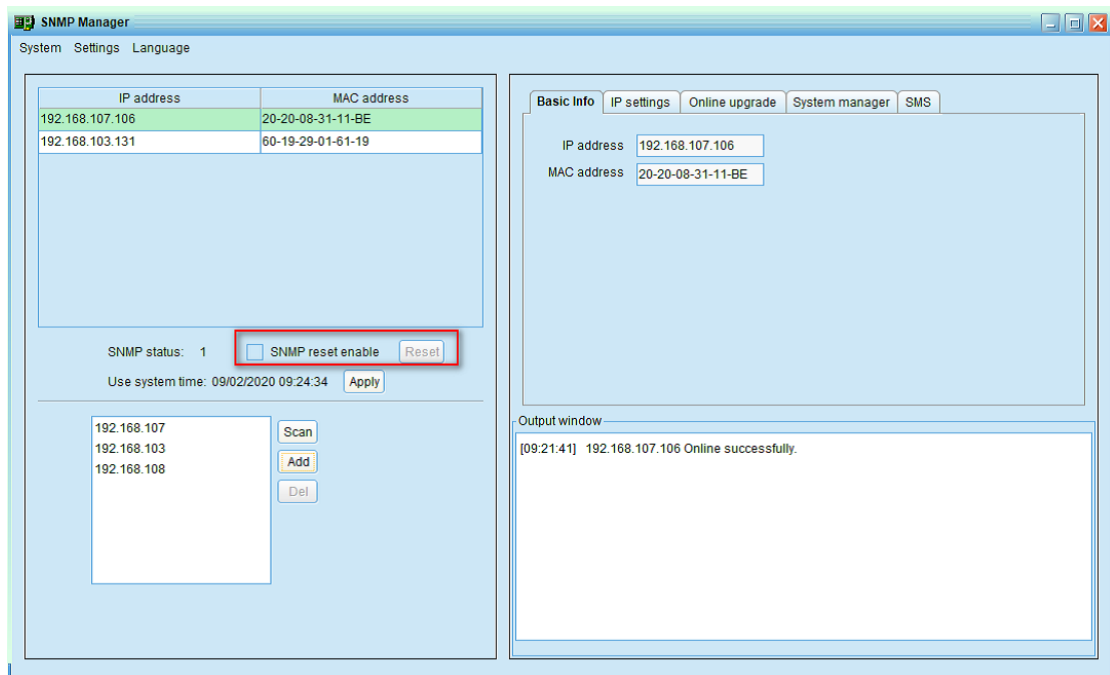 SNMP Manager
System Settings Language
IP address MAC address
192.168.107.106 20-20-08-31-11-BE
192.168.103.131 60-19-29-01-61-19
SNMP status: 1 SNMP reset enable Reset
Use system time: 09/02/2020 09:24:34 Apply
192.168.107
192.168.103
192.168.108
Scan
Add
Del
Basic Info IP settings Online upgrade System manager SMS
IP address 192.168.107.106
MAC address 20-20-08-31-11-BE
Output window
[09:21:41] 192.168.107.106 Online successfully.